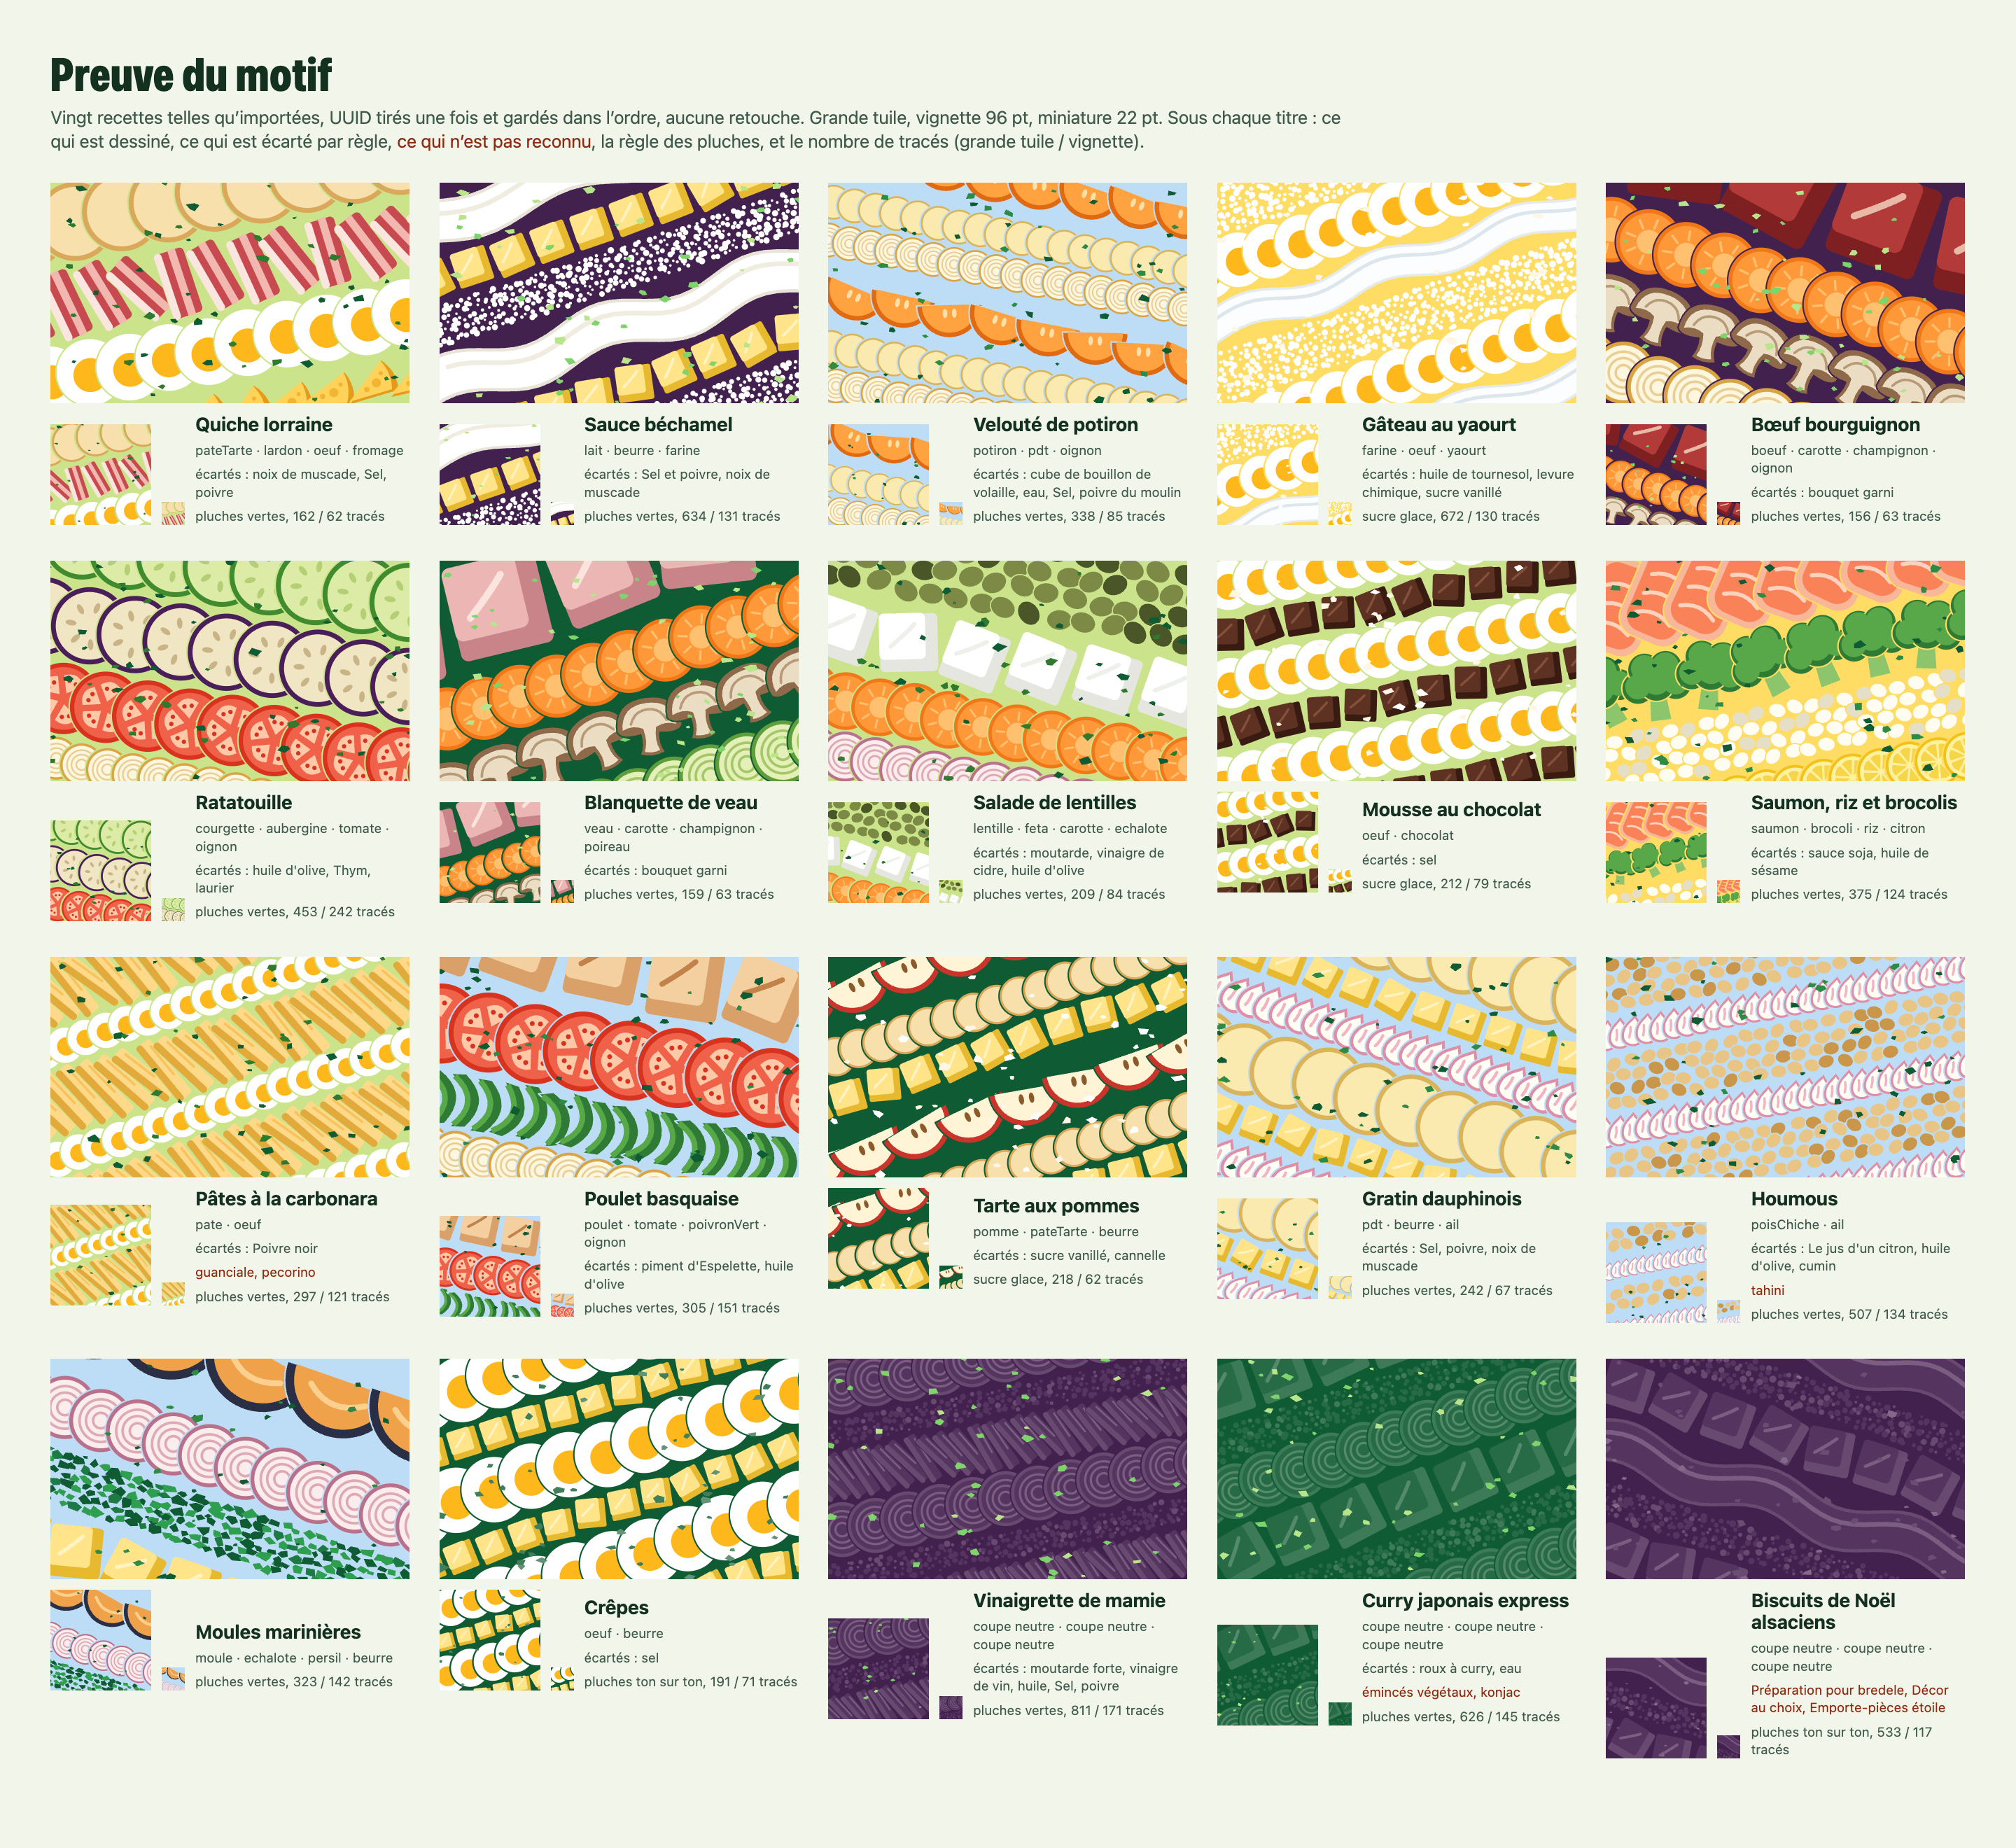 Preuve du motif
Vingt recettes telles qu’importées, UUID tirés une fois et gardés dans l’ordre, aucune retouche. Grande tuile, vignette 96 pt, miniature 22 pt. Sous chaque titre : ce
qui est dessiné, ce qui est écarté par règle, ce qui n’est pas reconnu, la règle des pluches, et le nombre de tracés (grande tuile / vignette).
Quiche lorraine
pateTarte · lardon · oeuf · fromage
écartés : noix de muscade, Sel,
poivre
pluches vertes, 162 / 62 tracés
Sauce béchamel
lait · beurre · farine
écartés : Sel et poivre, noix de
muscade
pluches vertes, 634 / 131 tracés
Velouté de potiron
potiron · pdt · oignon
écartés : cube de bouillon de
volaille, eau, Sel, poivre du moulin
pluches vertes, 338 / 85 tracés
Gâteau au yaourt
farine · oeuf · yaourt
écartés : huile de tournesol, levure
chimique, sucre vanillé
sucre glace, 672 / 130 tracés
Bœuf bourguignon
boeuf · carotte · champignon ·
oignon
écartés : bouquet garni
pluches vertes, 156 / 63 tracés
Ratatouille
courgette · aubergine · tomate ·
oignon
écartés : huile d'olive, Thym,
laurier
pluches vertes, 453 / 242 tracés
Blanquette de veau
veau · carotte · champignon ·
poireau
écartés : bouquet garni
pluches vertes, 159 / 63 tracés
Salade de lentilles
lentille · feta · carotte · echalote
écartés : moutarde, vinaigre de
cidre, huile d'olive
pluches vertes, 209 / 84 tracés
Mousse au chocolat
oeuf · chocolat
écartés : sel
sucre glace, 212 / 79 tracés
Saumon, riz et brocolis
saumon · brocoli · riz · citron
écartés : sauce soja, huile de
sésame
pluches vertes, 375 / 124 tracés
Pâtes à la carbonara
pate · oeuf
écartés : Poivre noir
guanciale, pecorino
pluches vertes, 297 / 121 tracés
Poulet basquaise
poulet · tomate · poivronVert ·
oignon
écartés : piment d'Espelette, huile
d'olive
pluches vertes, 305 / 151 tracés
Tarte aux pommes
pomme · pateTarte · beurre
écartés : sucre vanillé, cannelle
sucre glace, 218 / 62 tracés
Gratin dauphinois
pdt · beurre · ail
écartés : Sel, poivre, noix de
muscade
pluches vertes, 242 / 67 tracés
Houmous
poisChiche · ail
écartés : Le jus d'un citron, huile
d'olive, cumin
tahini
pluches vertes, 507 / 134 tracés
Moules marinières
moule · echalote · persil · beurre
pluches vertes, 323 / 142 tracés
Crêpes
oeuf · beurre
écartés : sel
pluches ton sur ton, 191 / 71 tracés
Vinaigrette de mamie
coupe neutre · coupe neutre ·
coupe neutre
écartés : moutarde forte, vinaigre
de vin, huile, Sel, poivre
pluches vertes, 811 / 171 tracés
Curry japonais express
coupe neutre · coupe neutre ·
coupe neutre
écartés : roux à curry, eau
émincés végétaux, konjac
pluches vertes, 626 / 145 tracés
Biscuits de Noël
alsaciens
coupe neutre · coupe neutre ·
coupe neutre
Préparation pour bredele, Décor
au choix, Emporte-pièces étoile
pluches ton sur ton, 533 / 117
tracés